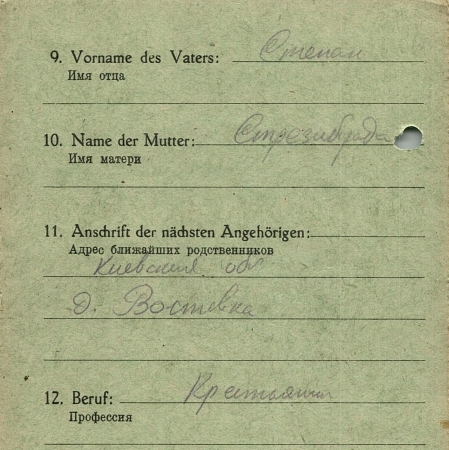 9. Vorname des Vaters: Степан
Имя отца
10. Name der Mutter:
Имя матери
11. Anschrift der nächsten Angehörigen:
Адрес ближайших родственников
Киевский обл
д. Востевка
12. Beruf: Крестьянин
Профессия